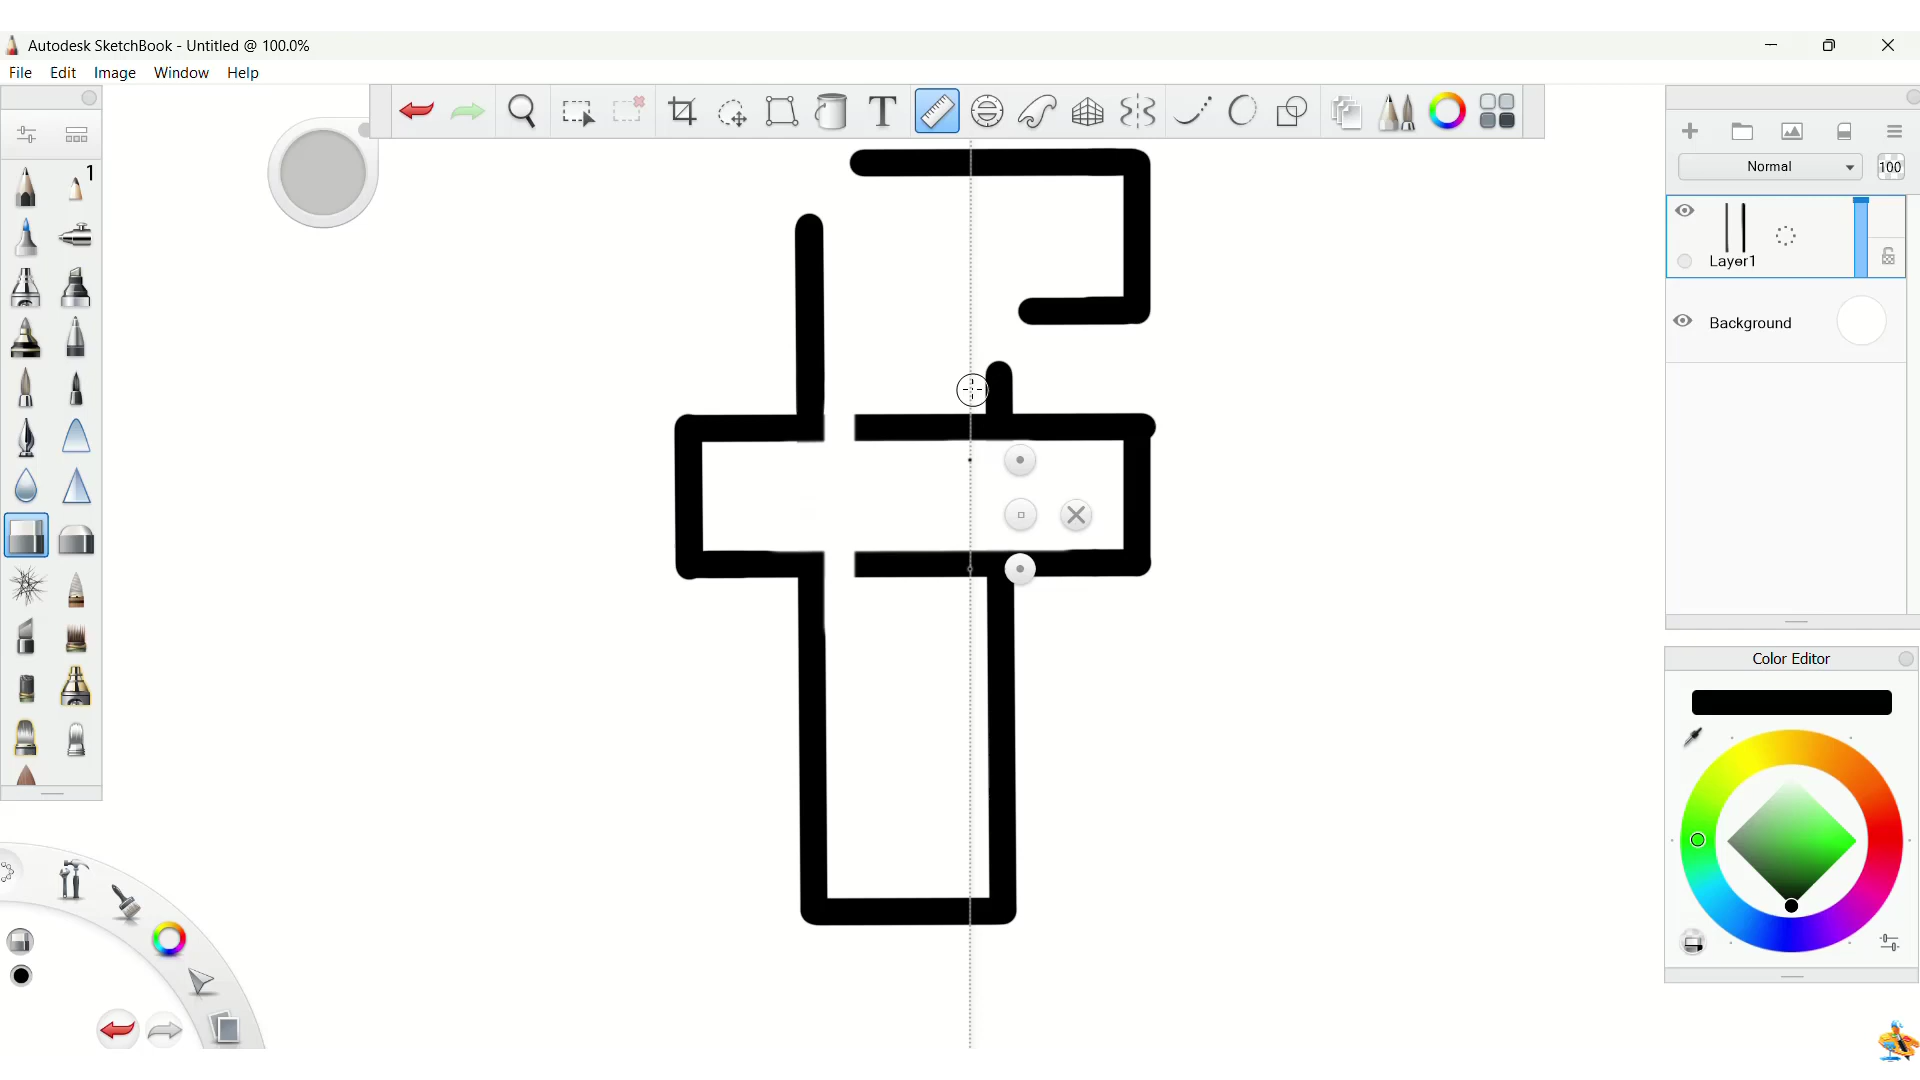 Autodesk SketchBook - Untitled @ 100.0%
File Edit Image Window Help
T
1
Normal 100
Layer1
Background
Color Editor